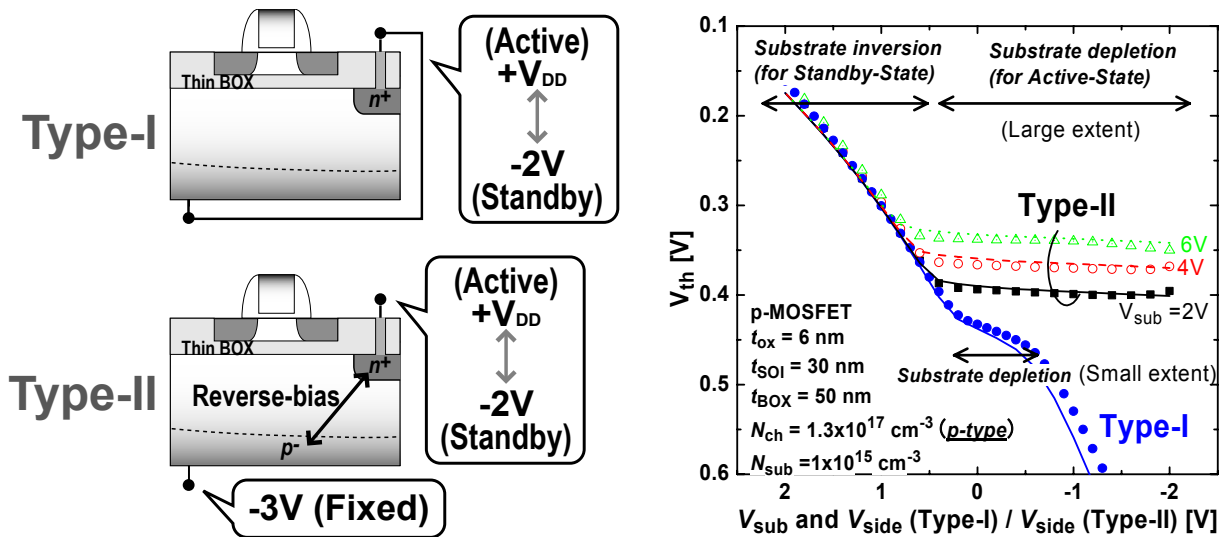 Type-I
Thin BOX
n+
(Active)
+VDD
-2V
(Standby)
Type-II
Thin BOX
n+
Reverse-bias
p-
(Active)
+VDD
-2V
(Standby)
-3V (Fixed)
Vth [V]
0.1
0.2
0.3
0.4
0.5
0.6
Substrate inversion
(for Standby-State)
Substrate depletion
(for Active-State)
(Large extent)
Type-II
6V
4V
Vsub =2V
p-MOSFET
tox = 6 nm
tSOI = 30 nm
tBOX = 50 nm
Nch = 1.3x10^17 cm^-3 (p-type)
Nsub =1x10^15 cm^-3
Substrate depletion (Small extent)
Type-I
2 1 0 -1 -2
Vsub and Vside (Type-I) / Vside (Type-II) [V]